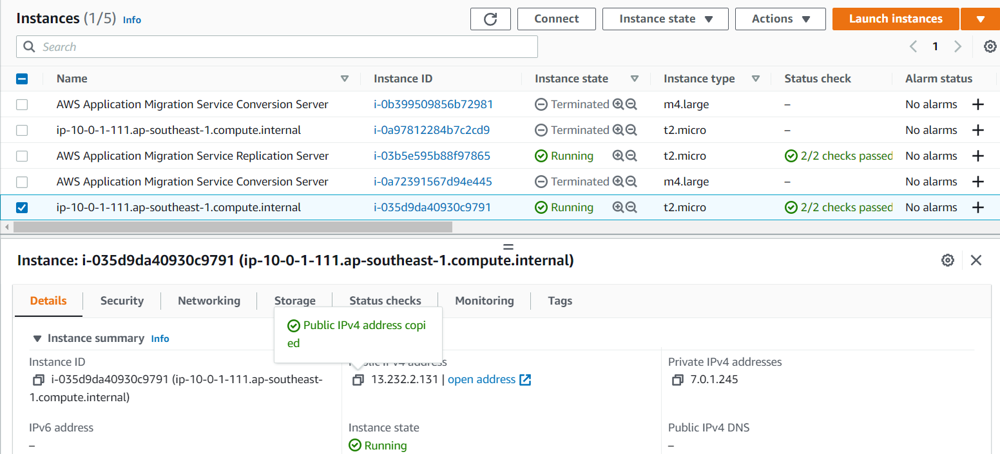 Instances (1/5) Info
Connect
Instance state
Actions
Launch instances
Search
1
Name Instance ID Instance state Instance type Status check Alarm status
AWS Application Migration Service Conversion Server i-0b399509856b72981 Terminated m4.large – No alarms +
ip-10-0-1-111.ap-southeast-1.compute.internal i-0a97812284b7c2cd9 Terminated t2.micro – No alarms +
AWS Application Migration Service Replication Server i-03b5e595b88f97865 Running t2.micro 2/2 checks passed No alarms +
AWS Application Migration Service Conversion Server i-0a72391567d94e445 Terminated m4.large – No alarms +
ip-10-0-1-111.ap-southeast-1.compute.internal i-035d9da40930c9791 Running t2.micro 2/2 checks passed No alarms +
Instance: i-035d9da40930c9791 (ip-10-0-1-111.ap-southeast-1.compute.internal)
Details Security Networking Storage Status checks Monitoring Tags
Public IPv4 address copi
ed
Instance summary Info
Instance ID
i-035d9da40930c9791 (ip-10-0-1-111.ap-southeast-
1.compute.internal)
Public IPv4 address
13.232.2.131 | open address
Private IPv4 addresses
7.0.1.245
IPv6 address
–
Instance state
Running
Public IPv4 DNS
–